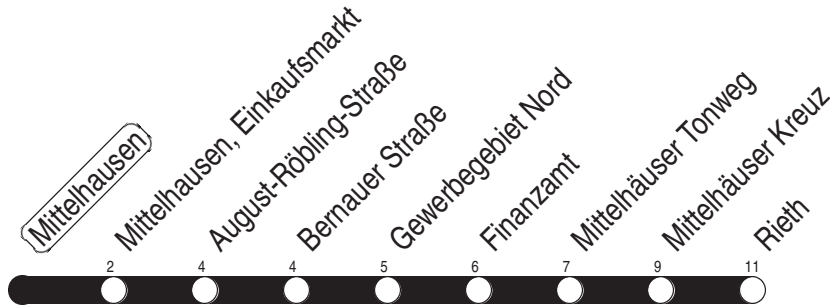 Mittelhausen
Mittelhausen, Einkaufsmarkt
August-Röbling-Straße
Bernauer Straße
Gewerbegebiet Nord
Finanzamt
Mittelhäuser Tonweg
Mittelhäuser Kreuz
Rieth
2 4 4 5 6 7 9 11